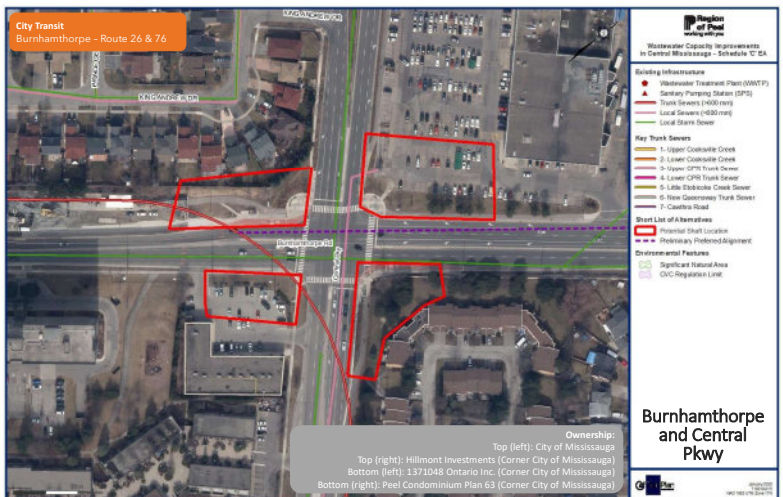 City Transit
Burnhamthorpe - Route 26 & 76
KING ANDREW DR
KING ANDREW DR
Burnhamthorpe Rd
Ownership:
Top (left): City of Mississauga
Top (right): Hillmont Investments (Corner City of Mississauga)
Bottom (left): 1371048 Ontario Inc. (Corner City of Mississauga)
Bottom (right): Peel Condominium Plan 63 (Corner City of Mississauga)
Region
of Peel
working with you
Wastewater Capacity Improvements
in Central Mississauga - Schedule 'C' EA
Existing Infrastructure
Wastewater Treatment Plant (WWTP)
Sanitary Pumping Station (SPS)
Trunk Sewers (>600 mm)
Local Sewers (<600 mm)
Local Storm Sewer
Key Trunk Sewers
1- Upper Cooksville Creek
2- Lower Cooksville Creek
3- Upper CPR Trunk Sewer
4- Lower CPR Trunk Sewer
5- Little Etobicoke Creek Sewer
6- New Queensway Trunk Sewer
7- Cawthra Road
Short List of Alternatives
Potential Shaft Location
Preliminary Preferred Alignment
Environmental Features
Significant Natural Area
CVC Regulation Limit
Burnhamthorpe
and Central
Pkwy